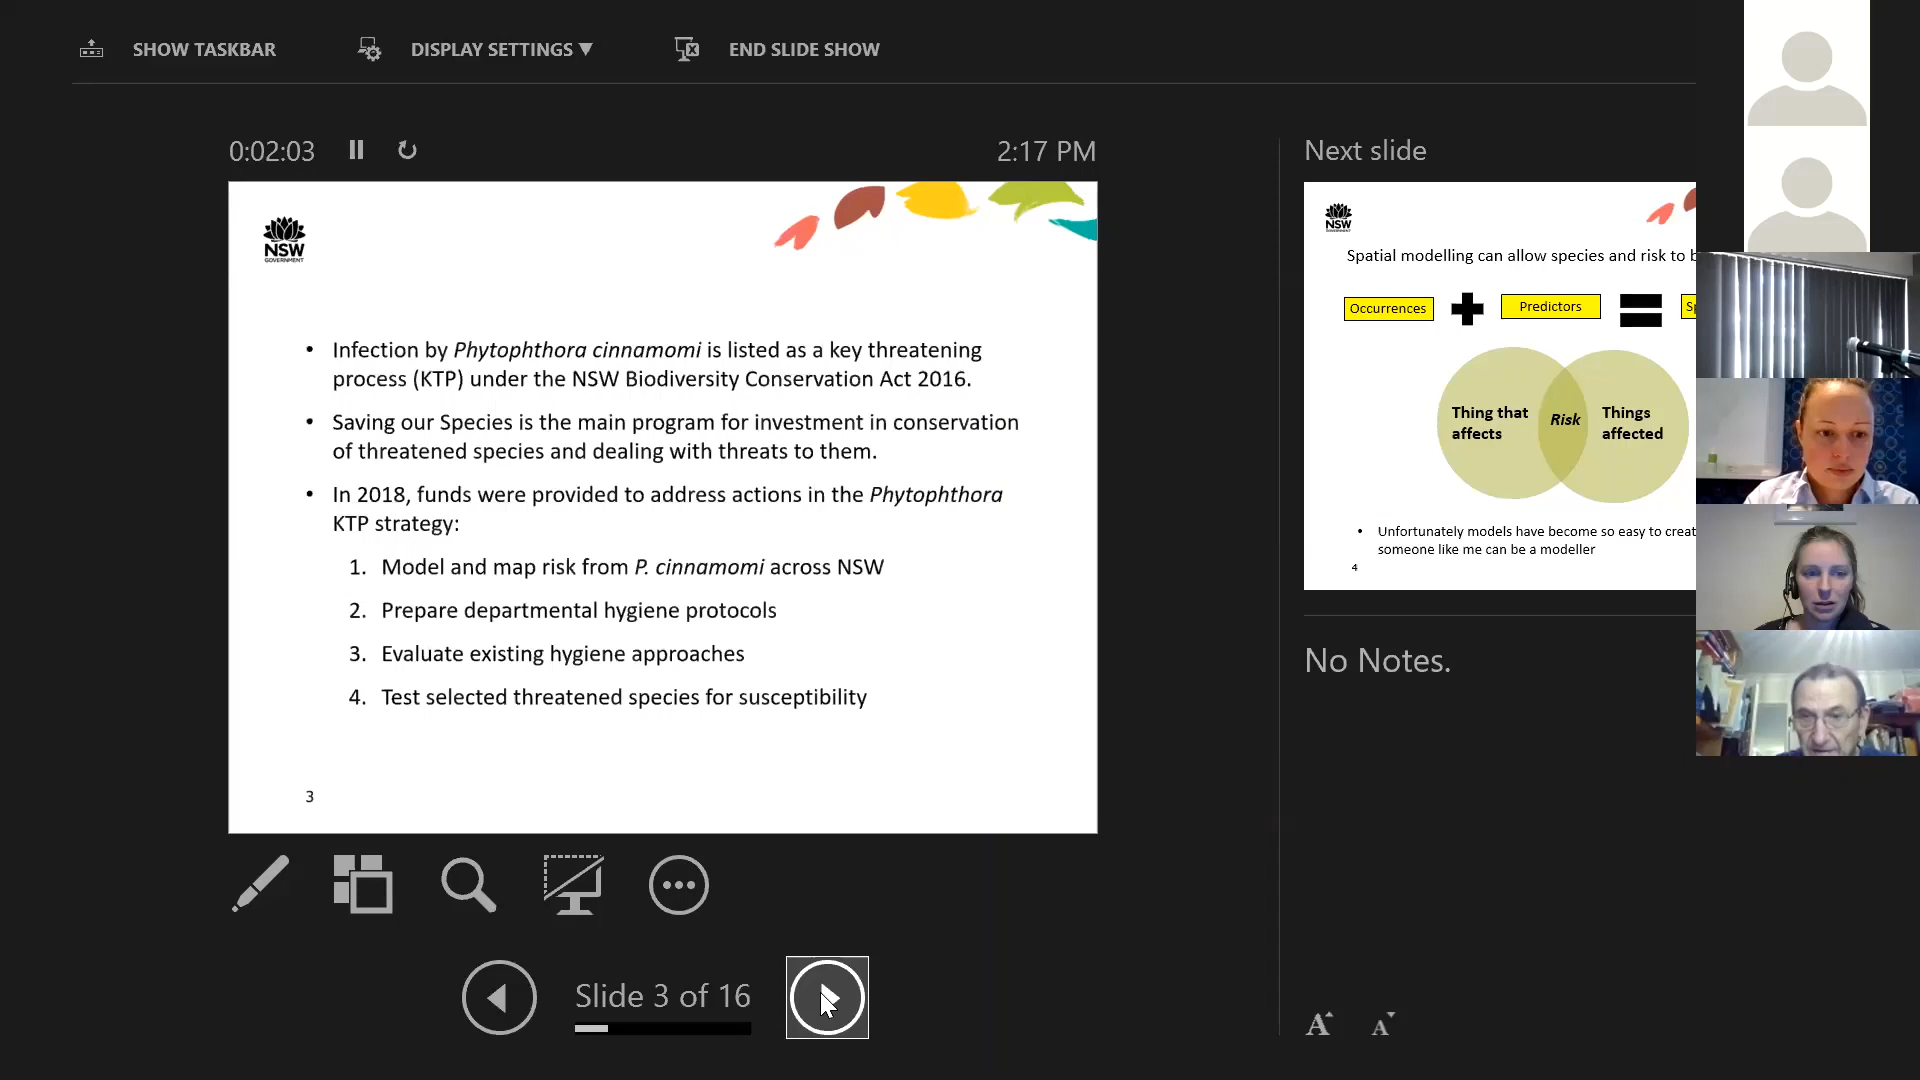 SHOW TASKBAR
DISPLAY SETTINGS ▼
END SLIDE SHOW
0:02:03
2:17 PM
NSW
GOVERNMENT
• Infection by Phytophthora cinnamomi is listed as a key threatening
process (KTP) under the NSW Biodiversity Conservation Act 2016.
• Saving our Species is the main program for investment in conservation
of threatened species and dealing with threats to them.
• In 2018, funds were provided to address actions in the Phytophthora
KTP strategy:
1. Model and map risk from P. cinnamomi across NSW
2. Prepare departmental hygiene protocols
3. Evaluate existing hygiene approaches
4. Test selected threatened species for susceptibility
3
Slide 3 of 16
Next slide
NSW
GOVERNMENT
Spatial modelling can allow species and risk to b
Occurrences
Predictors
Sp
Thing that
affects
Risk
Things
affected
• Unfortunately models have become so easy to creat
someone like me can be a modeller
4
No Notes.
A
A